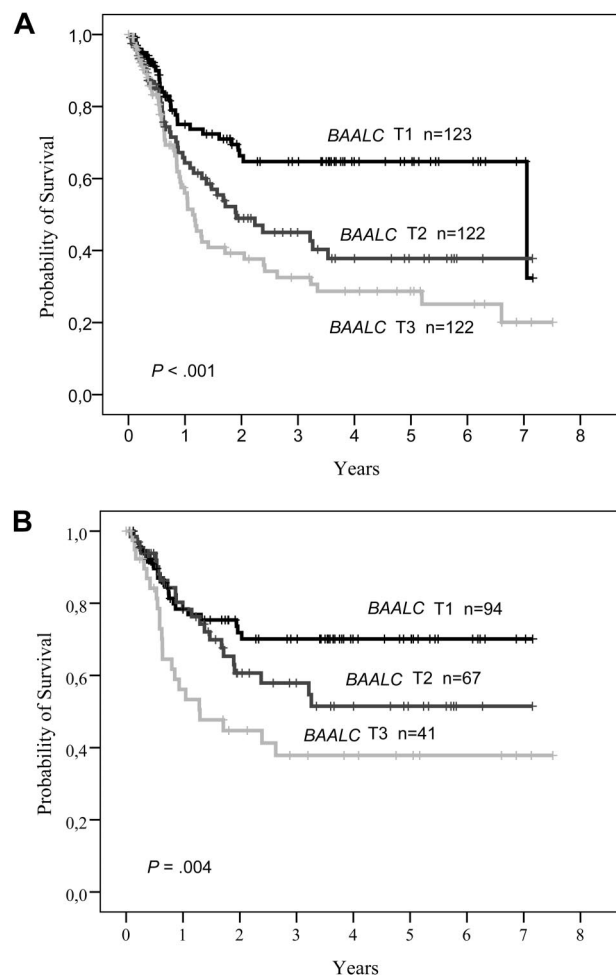 A
1,0
0,8
0,6
0,4
0,2
0,0
Probability of Survival
BAALC T1 n=123
BAALC T2 n=122
BAALC T3 n=122
P < .001
0 1 2 3 4 5 6 7 8
Years
B
1,0
0,8
0,6
0,4
0,2
0,0
Probability of Survival
BAALC T1 n=94
BAALC T2 n=67
BAALC T3 n=41
P = .004
0 1 2 3 4 5 6 7 8
Years